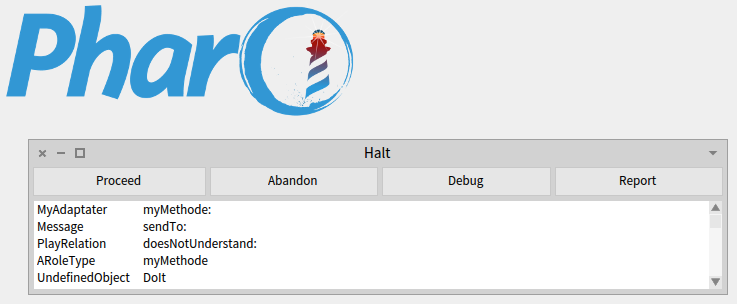 Pharo
Halt
Proceed Abandon Debug Report
MyAdaptater myMethode:
Message sendTo:
PlayRelation doesNotUnderstand:
ARoleType myMethode
UndefinedObject DoIt